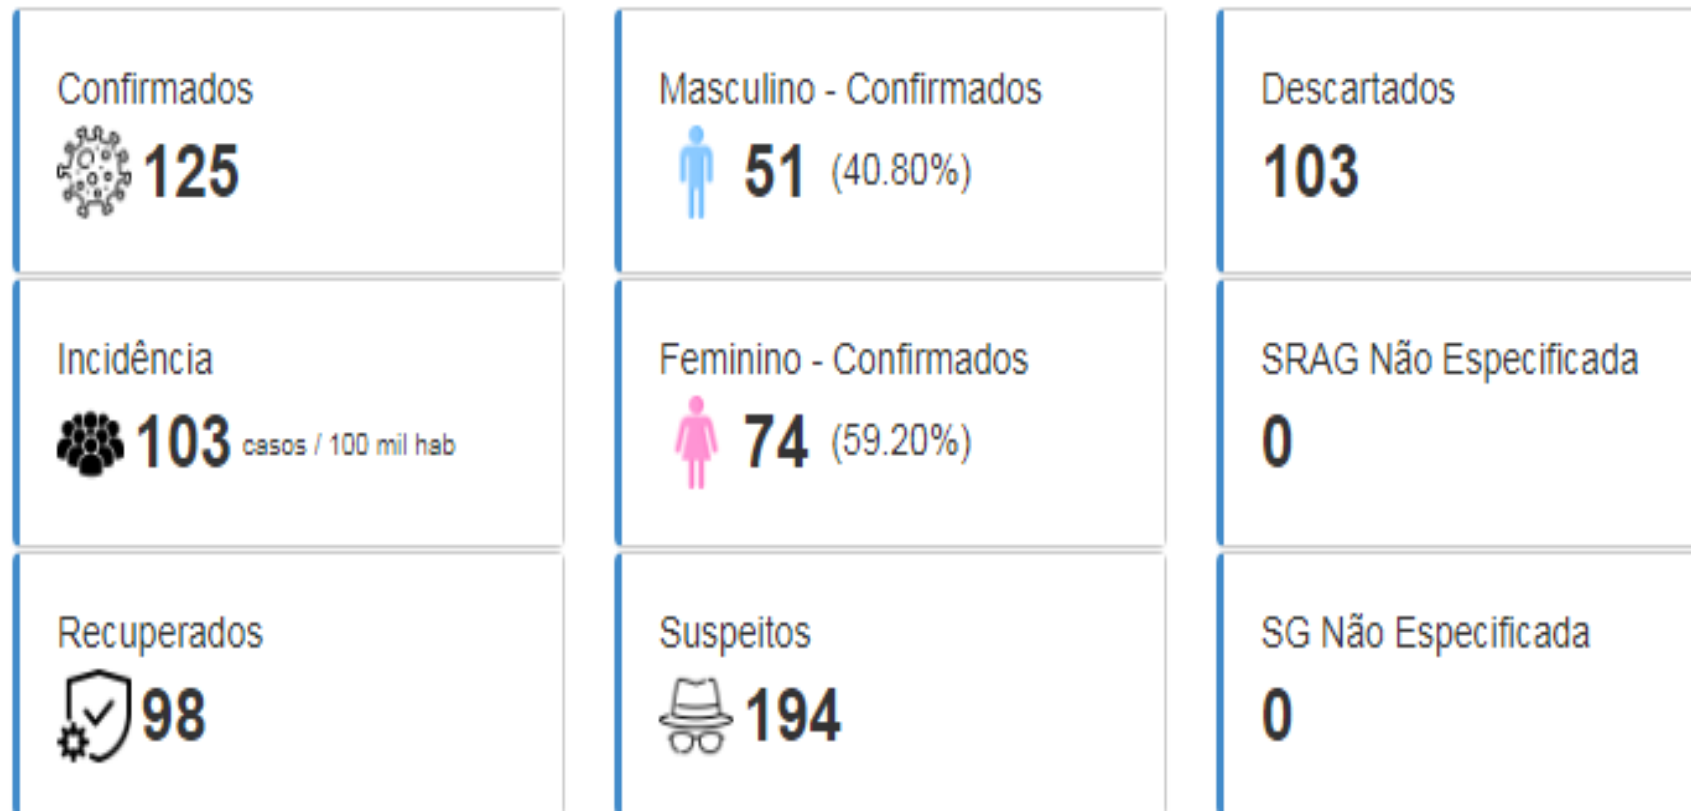 Confirmados
125
Masculino - Confirmados
51 (40.80%)
Descartados
103
Incidência
103 casos / 100 mil hab
Feminino - Confirmados
74 (59.20%)
SRAG Não Especificada
0
Recuperados
98
Suspeitos
194
SG Não Especificada
0